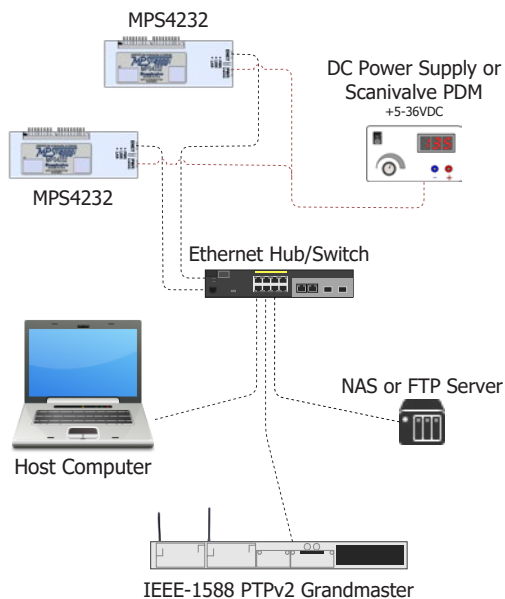 MPS4232
DC Power Supply or
Scanivalve PDM
+5-36VDC
MPS4232
Ethernet Hub/Switch
NAS or FTP Server
Host Computer
IEEE-1588 PTPv2 Grandmaster